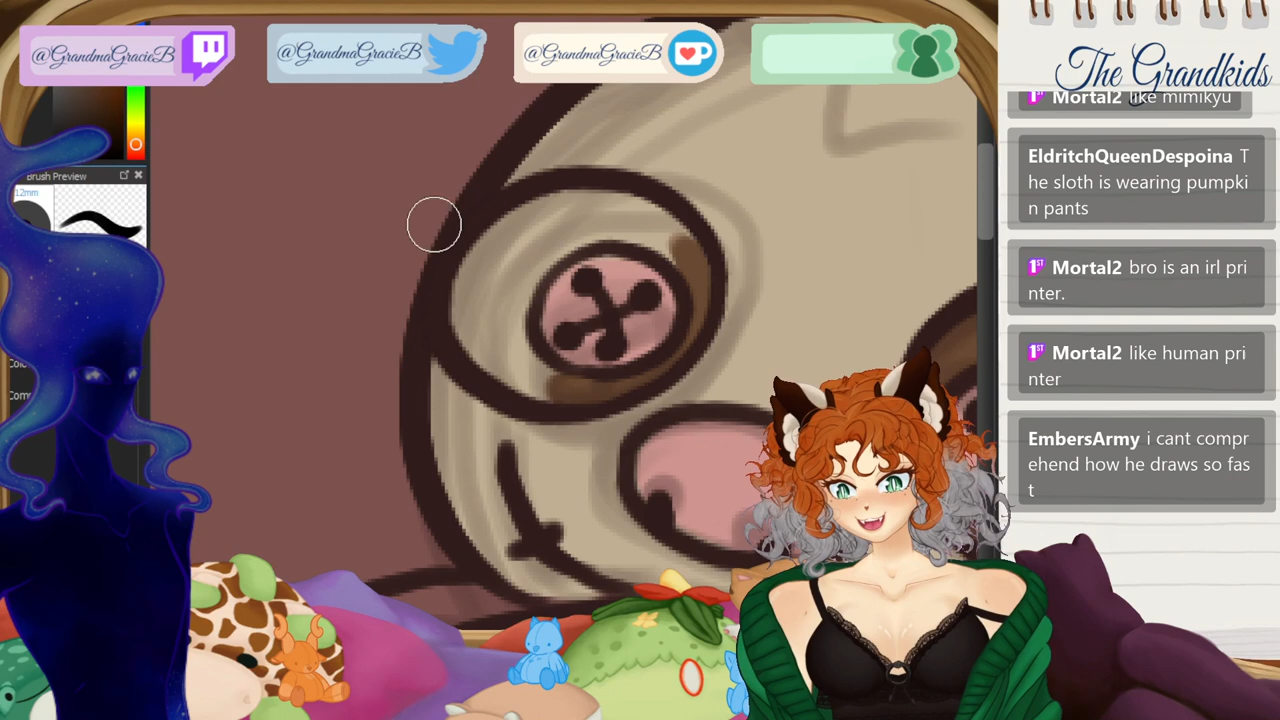 @GrandmaGracieB
@GrandmaGracieB
@GrandmaGracieB
The Grandkids
Brush Preview
12mm
Mortal2 like mimikyu
EldritchQueenDespoina T
he sloth is wearing pumpki
n pants
1ST Mortal2 bro is an irl pri
nter.
1ST Mortal2 like human pri
nter
EmbersArmy i cant compr
ehend how he draws so fas
t